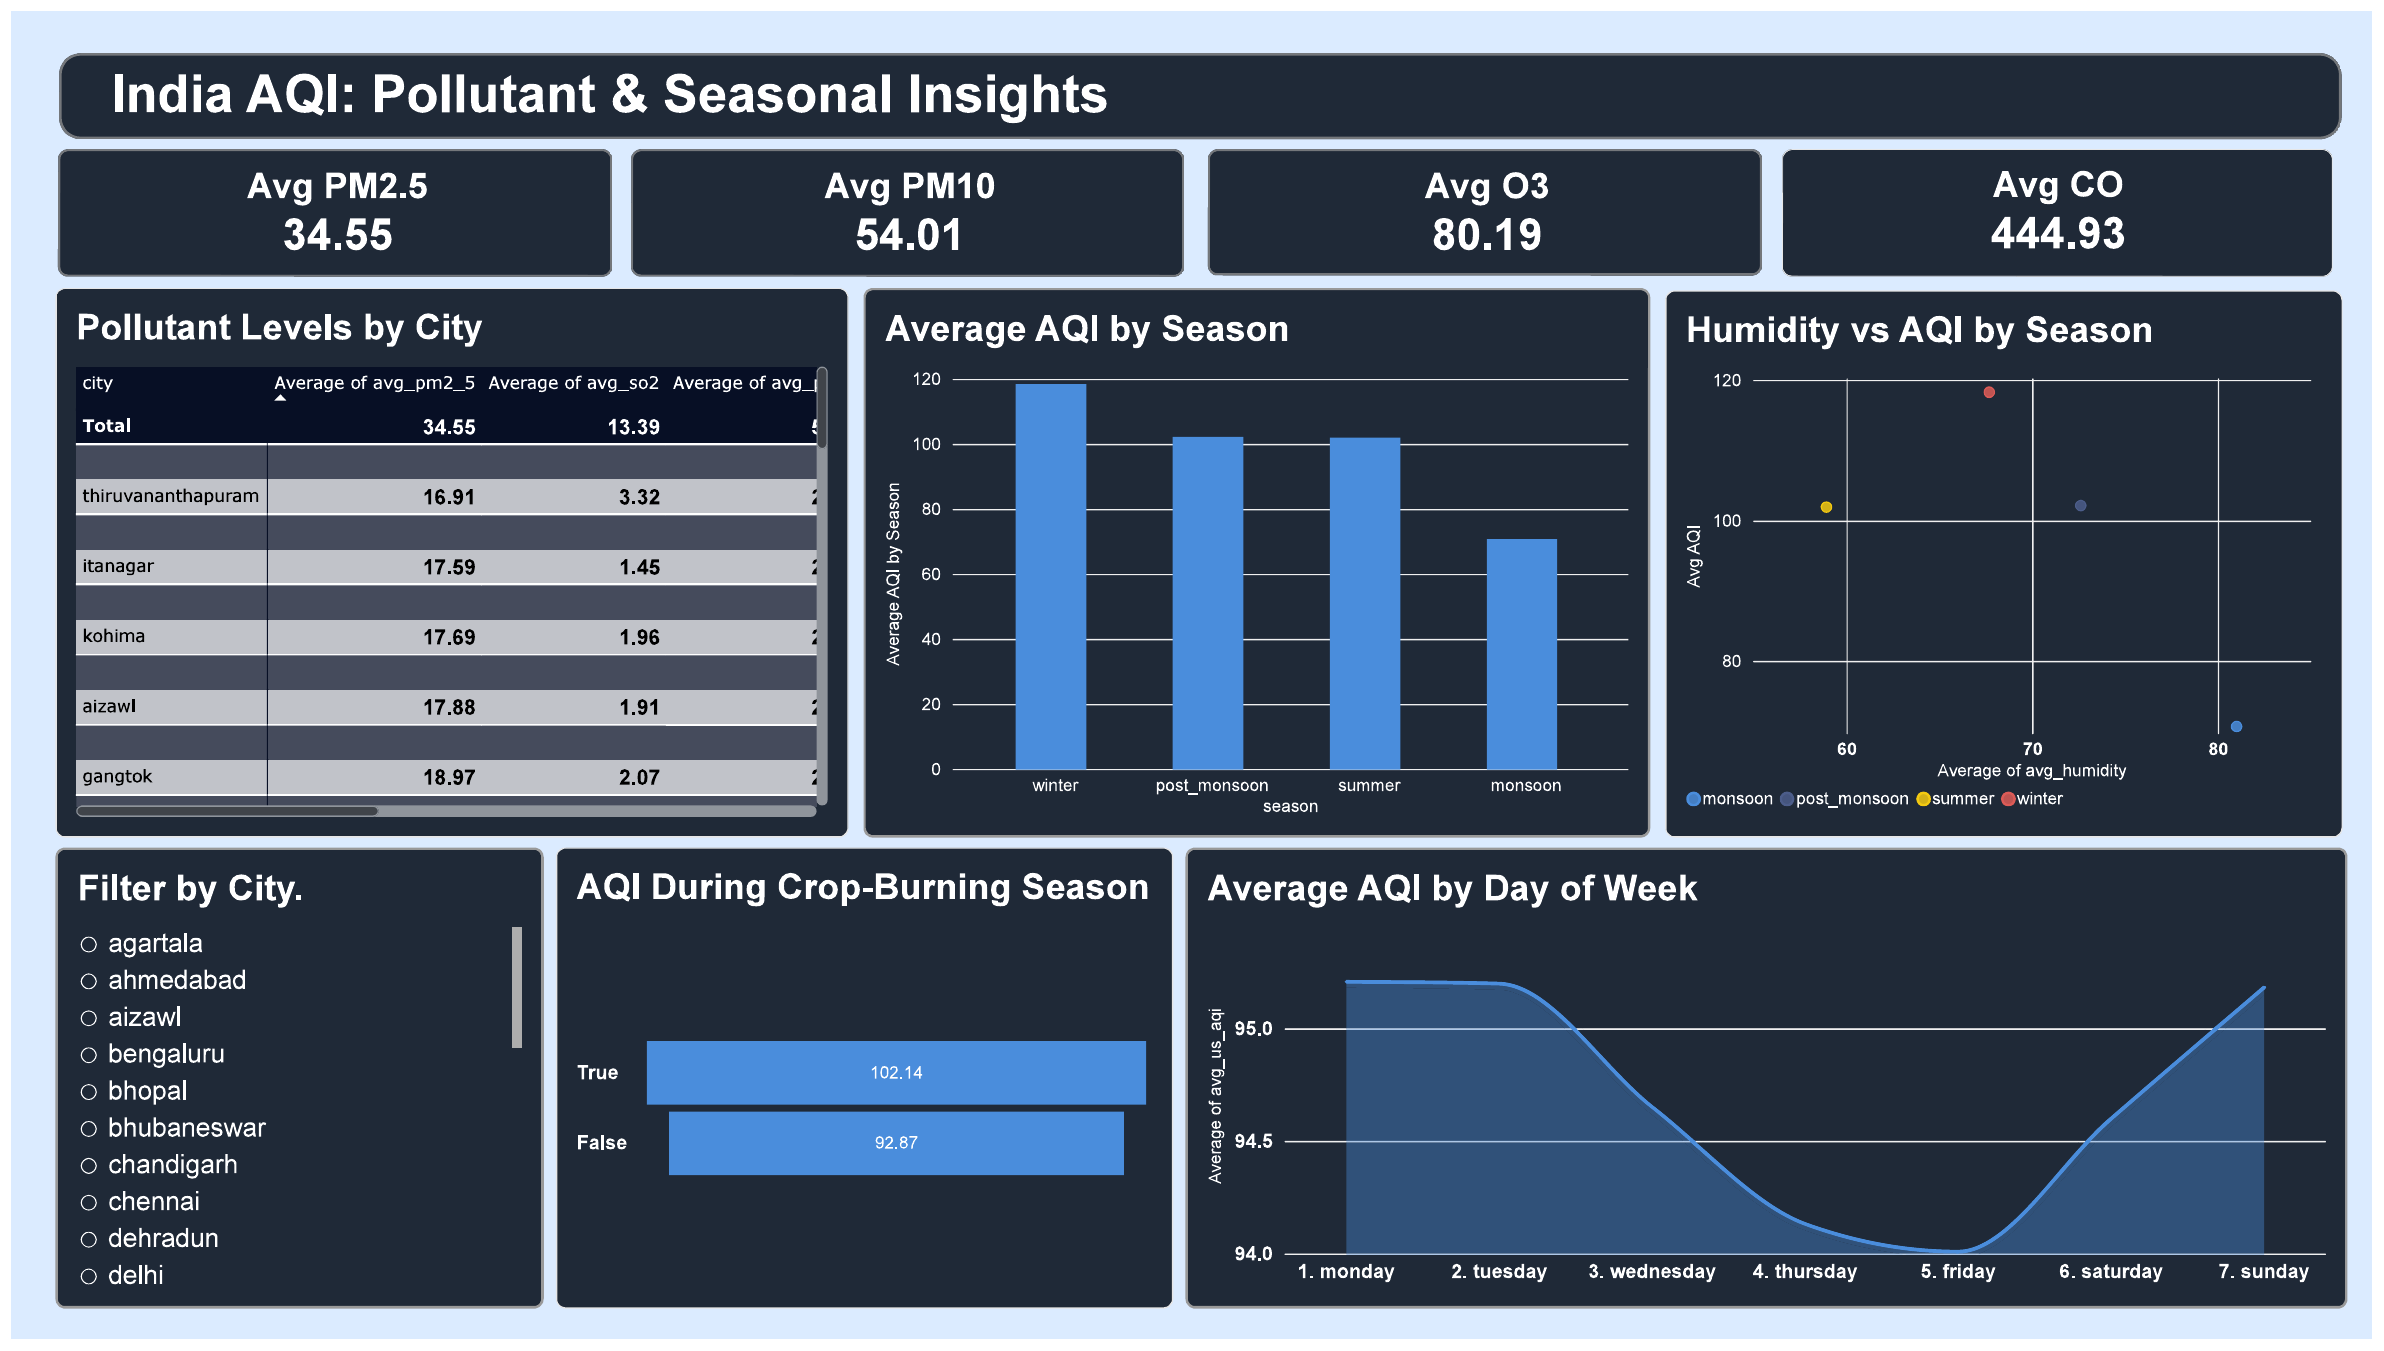 India AQI: Pollutant & Seasonal Insights
Avg PM2.5
34.55
Avg PM10
54.01
Avg O3
80.19
Avg CO
444.93
Pollutant Levels by City
city Average of avg_pm2_5 Average of avg_so2 Average of
Total 34.55 13.39
thiruvananthapuram 16.91 3.32
itanagar 17.59 1.45
kohima 17.69 1.96
aizawl 17.88 1.91
gangtok 18.97 2.07
Average AQI by Season
Average AQI by Season
120
100
80
60
40
20
0
winter post_monsoon summer monsoon
season
Humidity vs AQI by Season
Avg AQI
120
100
80
60 70 80
Average of avg_humidity
monsoon post_monsoon summer winter
Filter by City.
agartala
ahmedabad
aizawl
bengaluru
bhopal
bhubaneswar
chandigarh
chennai
dehradun
delhi
AQI During Crop-Burning Season
True 102.14
False 92.87
Average AQI by Day of Week
Average of avg_us_aqi
95.0
94.5
94.0
1. monday 2. tuesday 3. wednesday 4. thursday 5. friday 6. saturday 7. sunday